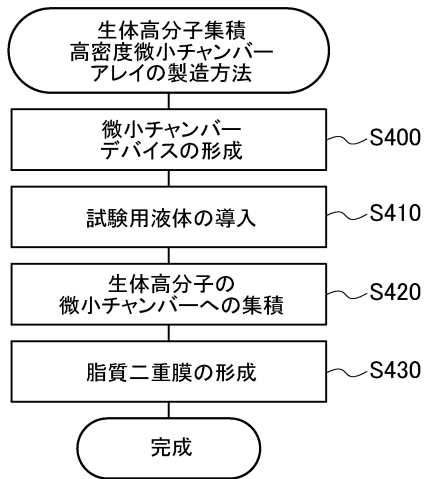 生体高分子集積
高密度微小チャンバー
アレイの製造方法
微小チャンバー
デバイスの形成
S400
試験用液体の導入
S410
生体高分子の
微小チャンバーへの集積
S420
脂質二重膜の形成
S430
完成